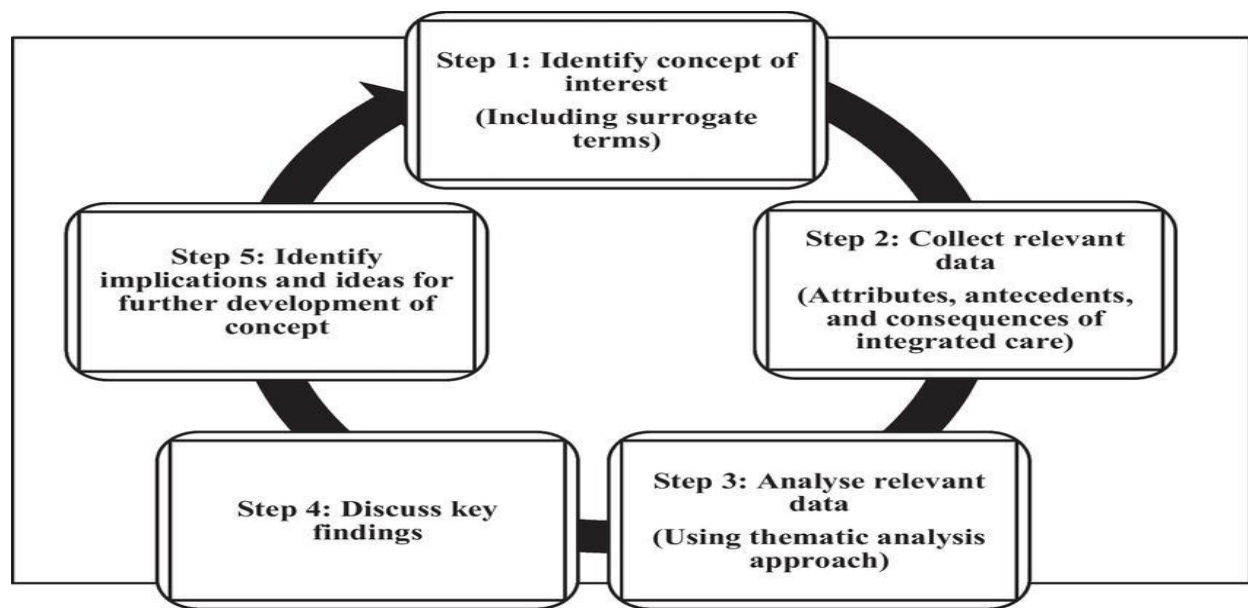 Step 1: Identify concept of
interest
(Including surrogate
terms)
Step 2: Collect relevant
data
(Attributes, antecedents,
and consequences of
integrated care)
Step 3: Analyse relevant
data
(Using thematic analysis
approach)
Step 4: Discuss key
findings
Step 5: Identify
implications and ideas for
further development of
concept